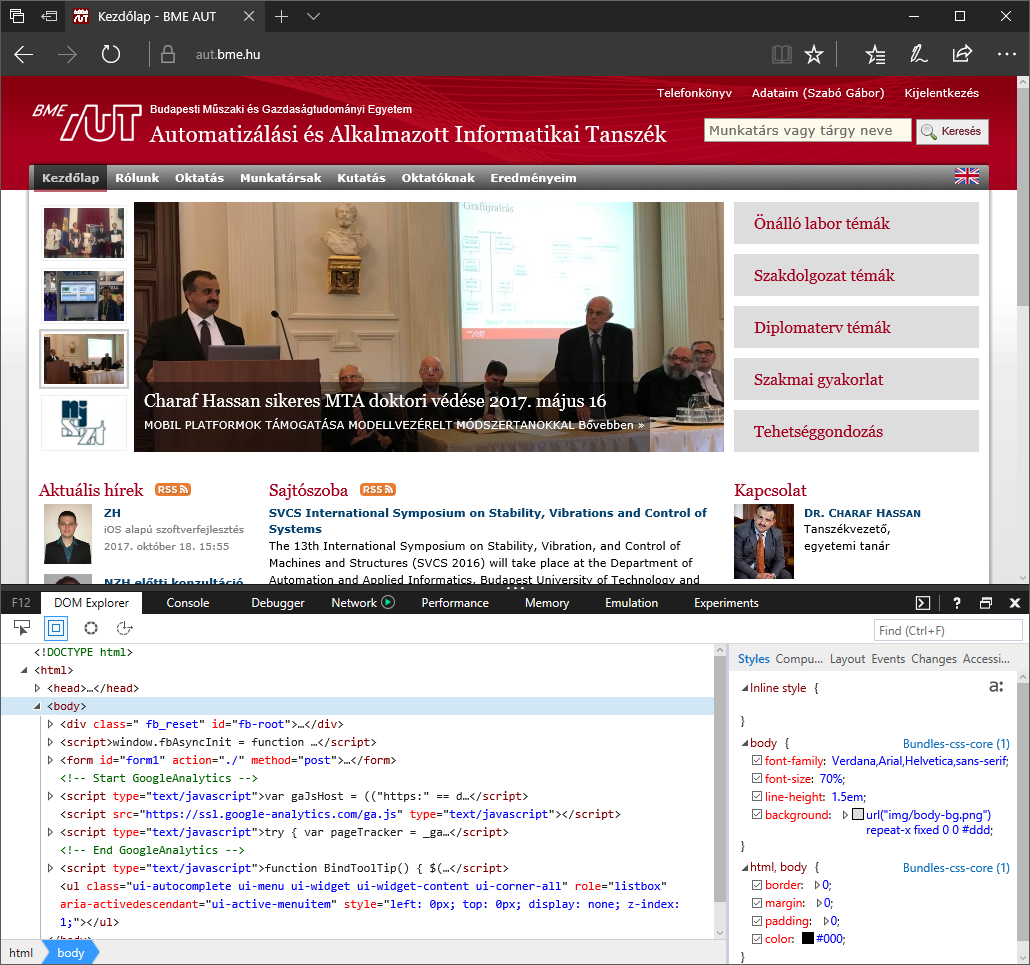 Kezdőlap - BME AUT
aut.bme.hu
Telefonkönyv Adataim (Szabó Gábor) Kijelentkezés
BME AUT
Budapesti Műszaki és Gazdaságtudományi Egyetem
Automatizálási és Alkalmazott Informatikai Tanszék
Munkatárs vagy tárgy neve Keresés
Kezdőlap Rólunk Oktatás Munkatársak Kutatás Oktatóknak Eredményeim
Gráfújraírás
Charaf Hassan sikeres MTA doktori védése 2017. május 16
MOBIL PLATFORMOK TÁMOGATÁSA MODELLVEZÉRELT MÓDSZERTANOKKAL Bővebben »
Önálló labor témák
Szakdolgozat témák
Diplomaterv témák
Szakmai gyakorlat
Tehetséggondozás
Aktuális hírek RSS
ZH
iOS alapú szoftverfejlesztés
2017. október 18. 15:55
NZH előtti konzultáció
Sajtószoba RSS
SVCS International Symposium on Stability, Vibrations and Control of
Systems
The 13th International Symposium on Stability, Vibration, and Control of
Machines and Structures (SVCS 2016) will take place at the Department of
Automation and Applied Informatics, Budapest University of Technology and
Kapcsolat
DR. CHARAF HASSAN
Tanszékvezető,
egyetemi tanár
F12 DOM Explorer Console Debugger Network Performance Memory Emulation Experiments ?
Find (Ctrl+F)
<!DOCTYPE html>
<html>
<head>…</head>
<body>
<div class=" fb_reset" id="fb-root">…</div>
<script>window.fbAsyncInit = function …</script>
<form id="form1" action="./" method="post">…</form>
<!-- Start GoogleAnalytics -->
<script type="text/javascript">var gaJsHost = (("https:" == d…</script>
<script src="https://ssl.google-analytics.com/ga.js" type="text/javascript"></script>
<script type="text/javascript">try { var pageTracker = _ga…</script>
<!-- End GoogleAnalytics -->
<script type="text/javascript">function BindToolTip() { $(…</script>
<ul class="ui-autocomplete ui-menu ui-widget ui-widget-content ui-corner-all" role="listbox"
aria-activedescendant="ui-active-menuitem" style="left: 0px; top: 0px; display: none; z-index:
1;"></ul>
</body>
html body
Styles Compu... Layout Events Changes Accessi...
Inline style { a:
}
body { Bundles-css-core (1)
font-family: Verdana,Arial,Helvetica,sans-serif;
font-size: 70%;
line-height: 1.5em;
background: url("img/body-bg.png")
repeat-x fixed 0 0 #ddd;
}
html, body { Bundles-css-core (1)
border: 0;
margin: 0;
padding: 0;
color: #000;
}